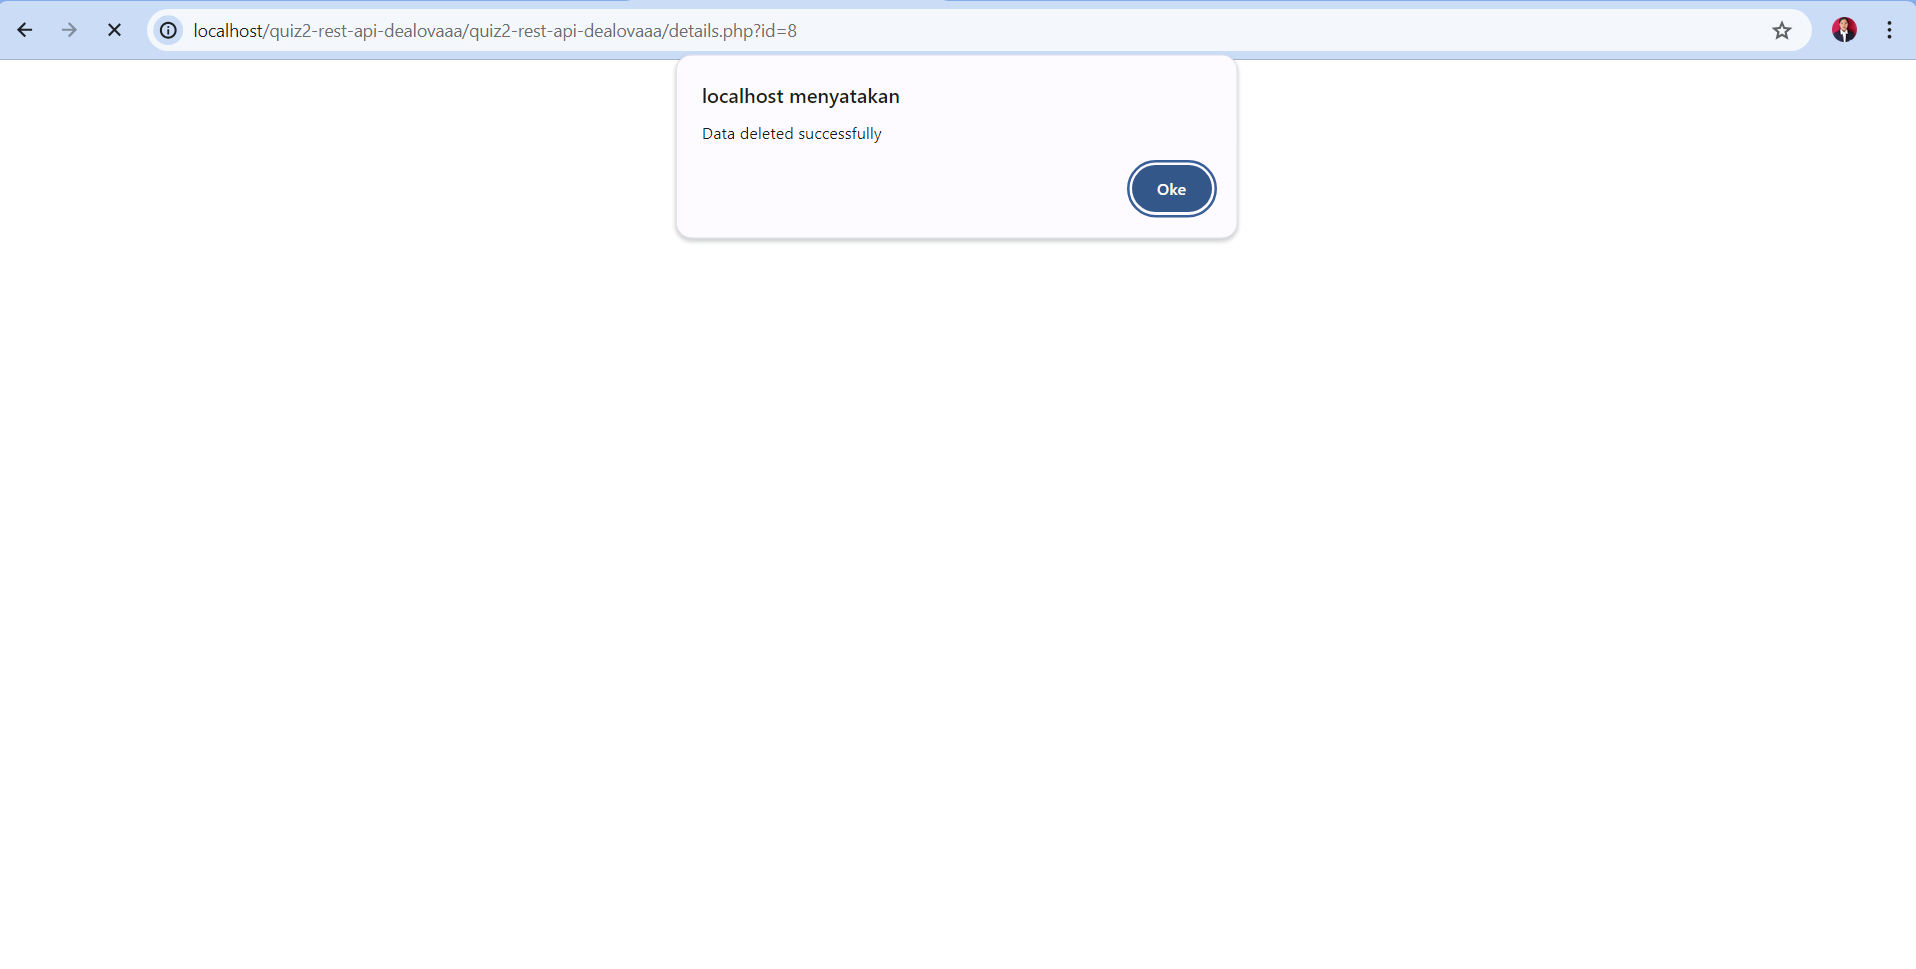 localhost/quiz2-rest-api-dealovaaa/quiz2-rest-api-dealovaaa/details.php?id=8
localhost menyatakan
Data deleted successfully
Oke